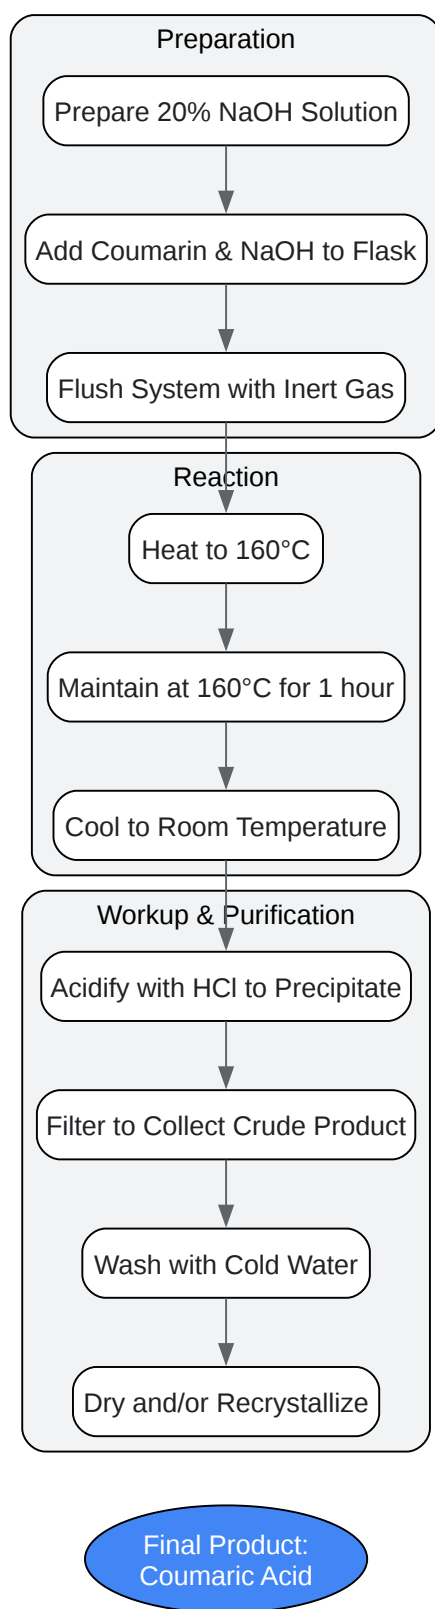 Preparation
Prepare 20% NaOH Solution
Add Coumarin & NaOH to Flask
Flush System with Inert Gas
Reaction
Heat to 160°C
Maintain at 160°C for 1 hour
Cool to Room Temperature
Workup & Purification
Acidify with HCl to Precipitate
Filter to Collect Crude Product
Wash with Cold Water
Dry and/or Recrystallize
Final Product:
Coumaric Acid